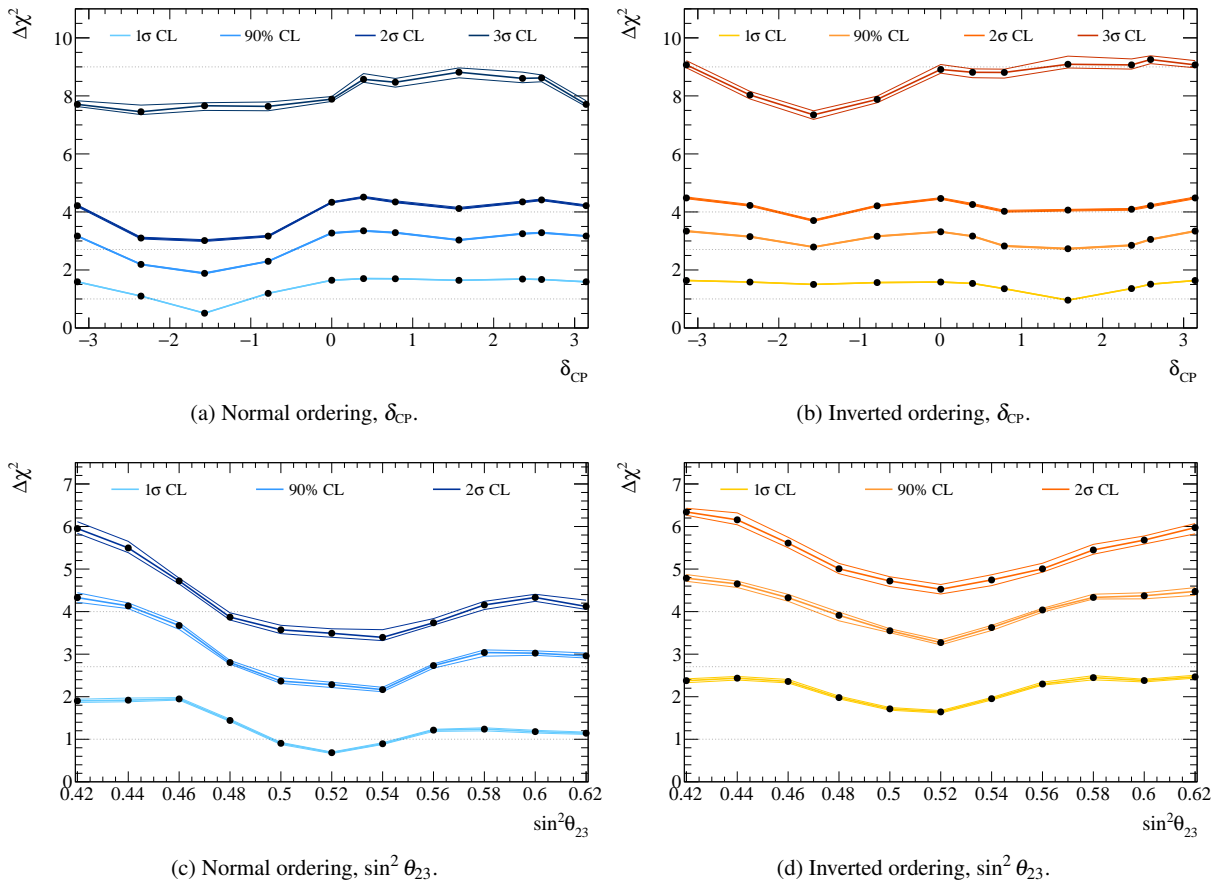 Δχ²
1σ CL 90% CL 2σ CL 3σ CL
10
8
6
4
2
0
−3 −2 −1 0 1 2 3
δCP
(a) Normal ordering, δCP.
Δχ²
1σ CL 90% CL 2σ CL 3σ CL
10
8
6
4
2
0
−3 −2 −1 0 1 2 3
δCP
(b) Inverted ordering, δCP.
Δχ²
1σ CL 90% CL 2σ CL
7
6
5
4
3
2
1
0
0.42 0.44 0.46 0.48 0.5 0.52 0.54 0.56 0.58 0.6 0.62
sin²θ23
(c) Normal ordering, sin² θ23.
Δχ²
1σ CL 90% CL 2σ CL
7
6
5
4
3
2
1
0
0.42 0.44 0.46 0.48 0.5 0.52 0.54 0.56 0.58 0.6 0.62
sin²θ23
(d) Inverted ordering, sin² θ23.